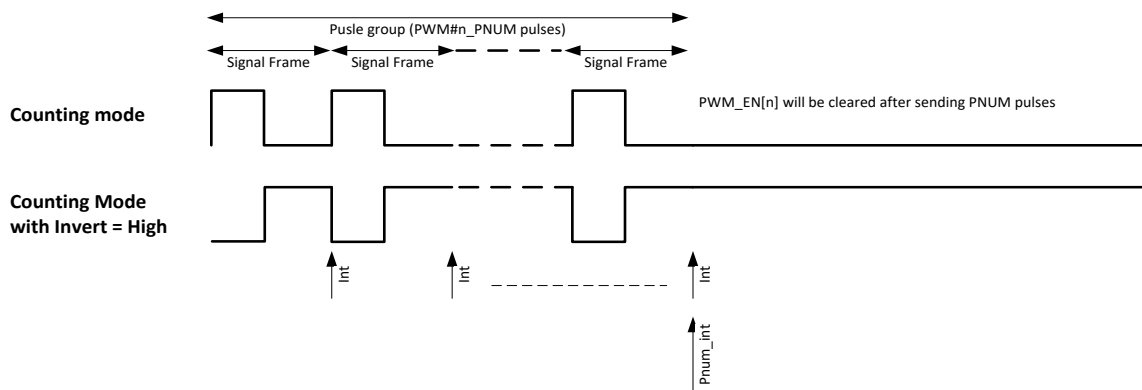 Pusle group (PWM#n_PNUM pulses)
Signal Frame
Signal Frame
Signal Frame
Counting mode
PWM_EN[n] will be cleared after sending PNUM pulses
Counting Mode
with Invert = High
Int
Int
Int
Pnum_int